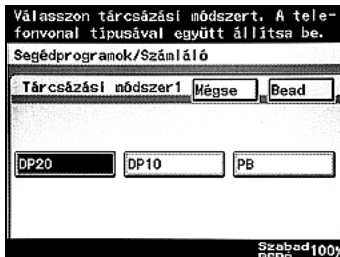 Válasszon tárcsázási módszert. A tele-
fonvonal típusával együtt állítsa be.
Segédprogramok/Számláló
Tárcsázási módszer1 Mégse Bead
DP20 DP10 PB
Szabad 100%